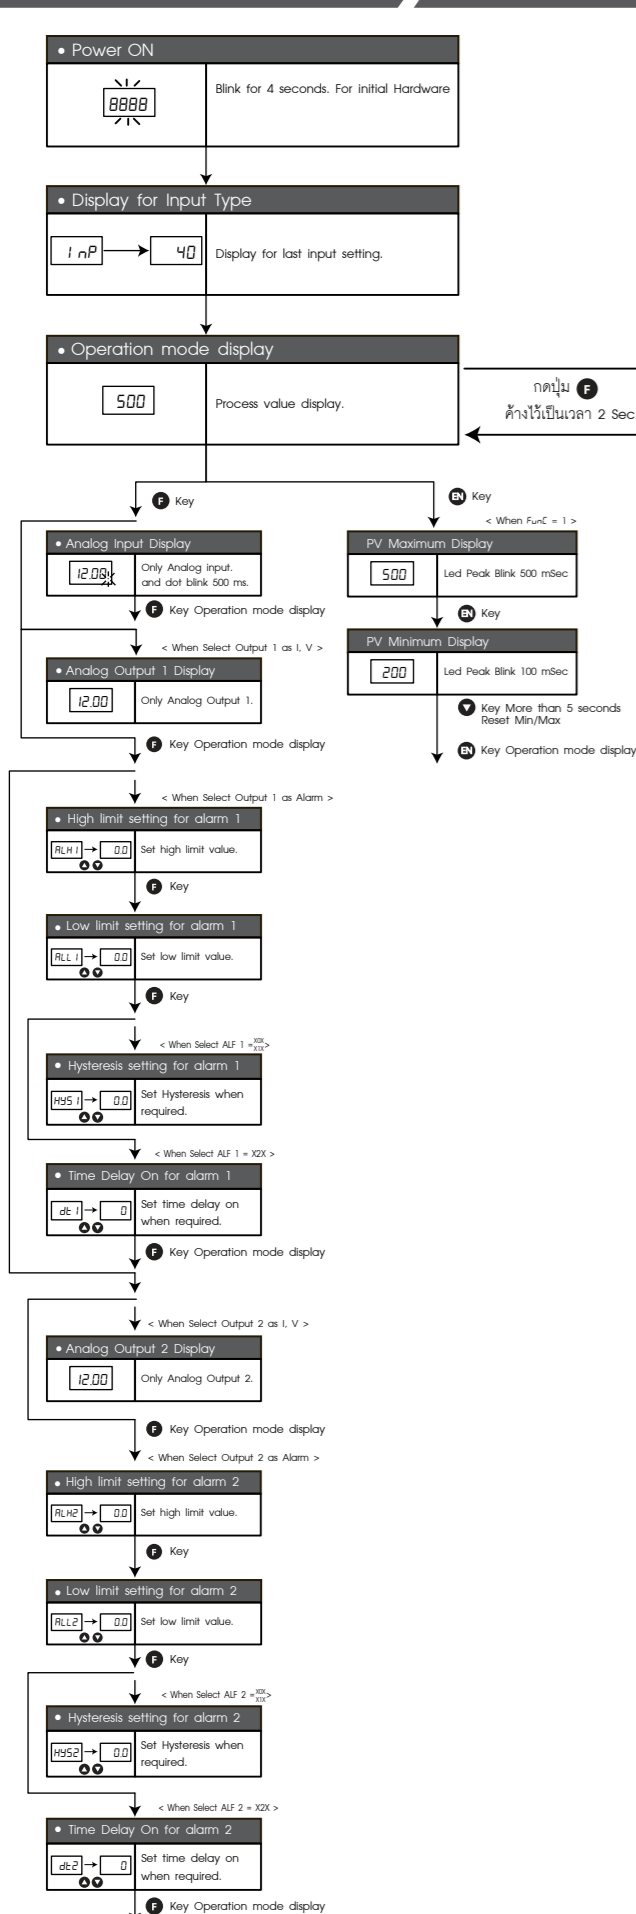 • Power ON
8888
Blink for 4 seconds. For initial Hardware
• Display for Input Type
InP
40
Display for last input setting.
• Operation mode display
500
Process value display.
กดปุ่ม F
ค้างไว้เป็นเวลา 2 Sec.
F Key
EN Key
< When FunC = 1 >
• Analog Input Display
12.00
Only Analog input.
and dot blink 500 ms.
PV Maximum Display
500
Led Peak Blink 500 mSec
F Key Operation mode display
EN Key
< When Select Output 1 as I, V >
PV Minimum Display
200
Led Peak Blink 100 mSec
• Analog Output 1 Display
12.00
Only Analog Output 1.
Key More than 5 seconds
Reset Min/Max
F Key Operation mode display
EN Key Operation mode display
< When Select Output 1 as Alarm >
• High limit setting for alarm 1
ALH1
0.0
Set high limit value.
F Key
• Low limit setting for alarm 1
ALL1
0.0
Set low limit value.
F Key
< When Select ALF 1 = X0X X1X >
• Hysteresis setting for alarm 1
HYS1
0.0
Set Hysteresis when
required.
< When Select ALF 1 = X2X >
• Time Delay On for alarm 1
dt1
0
Set time delay on
when required.
F Key Operation mode display
< When Select Output 2 as I, V >
• Analog Output 2 Display
12.00
Only Analog Output 2.
F Key Operation mode display
< When Select Output 2 as Alarm >
• High limit setting for alarm 2
ALH2
0.0
Set high limit value.
F Key
• Low limit setting for alarm 2
ALL2
0.0
Set low limit value.
F Key
< When Select ALF 2 = X0X X1X >
• Hysteresis setting for alarm 2
HYS2
0.0
Set Hysteresis when
required.
< When Select ALF 2 = X2X >
• Time Delay On for alarm 2
dt2
0
Set time delay on
when required.
F Key Operation mode display